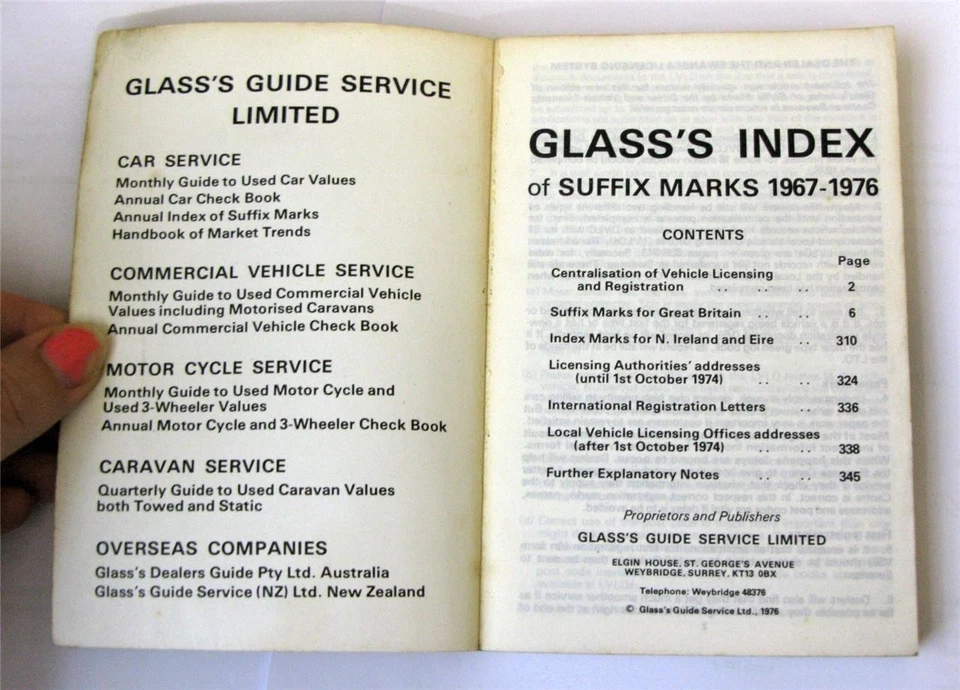 GLASS'S GUIDE SERVICE
LIMITED
CAR SERVICE
Monthly Guide to Used Car Values
Annual Car Check Book
Annual Index of Suffix Marks
Handbook of Market Trends
COMMERCIAL VEHICLE SERVICE
Monthly Guide to Used Commercial Vehicle
Values including Motorised Caravans
Annual Commercial Vehicle Check Book
MOTOR CYCLE SERVICE
Monthly Guide to Used Motor Cycle and
Used 3-Wheeler Values
Annual Motor Cycle and 3-Wheeler Check Book
CARAVAN SERVICE
Quarterly Guide to Used Caravan Values
both Towed and Static
OVERSEAS COMPANIES
Glass's Dealers Guide Pty Ltd. Australia
Glass's Guide Service (NZ) Ltd. New Zealand
GLASS'S INDEX
of SUFFIX MARKS 1967-1976
CONTENTS
Page
Centralisation of Vehicle Licensing
and Registration .. .. .. 2
Suffix Marks for Great Britain .. .. 6
Index Marks for N. Ireland and Eire .. 310
Licensing Authorities' addresses
(until 1st October 1974) .. .. 324
International Registration Letters .. 336
Local Vehicle Licensing Offices addresses
(after 1st October 1974) .. .. 338
Further Explanatory Notes .. .. 345
Proprietors and Publishers
GLASS'S GUIDE SERVICE LIMITED
ELGIN HOUSE, ST. GEORGE'S AVENUE
WEYBRIDGE, SURREY. KT13 0BX
Telephone: Weybridge 48376
© Glass's Guide Service Ltd., 1976